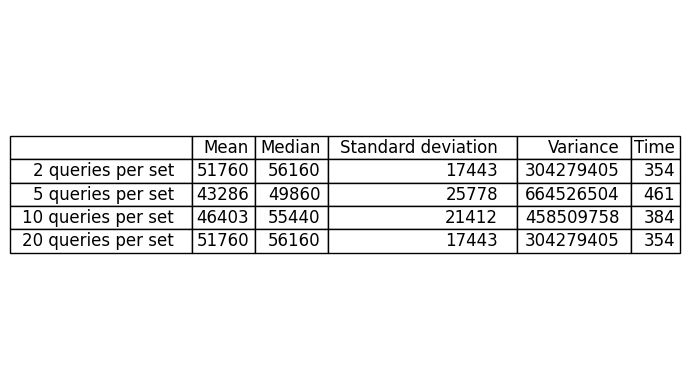 Mean Median Standard deviation Variance Time
2 queries per set 51760 56160 17443 304279405 354
5 queries per set 43286 49860 25778 664526504 461
10 queries per set 46403 55440 21412 458509758 384
20 queries per set 51760 56160 17443 304279405 354